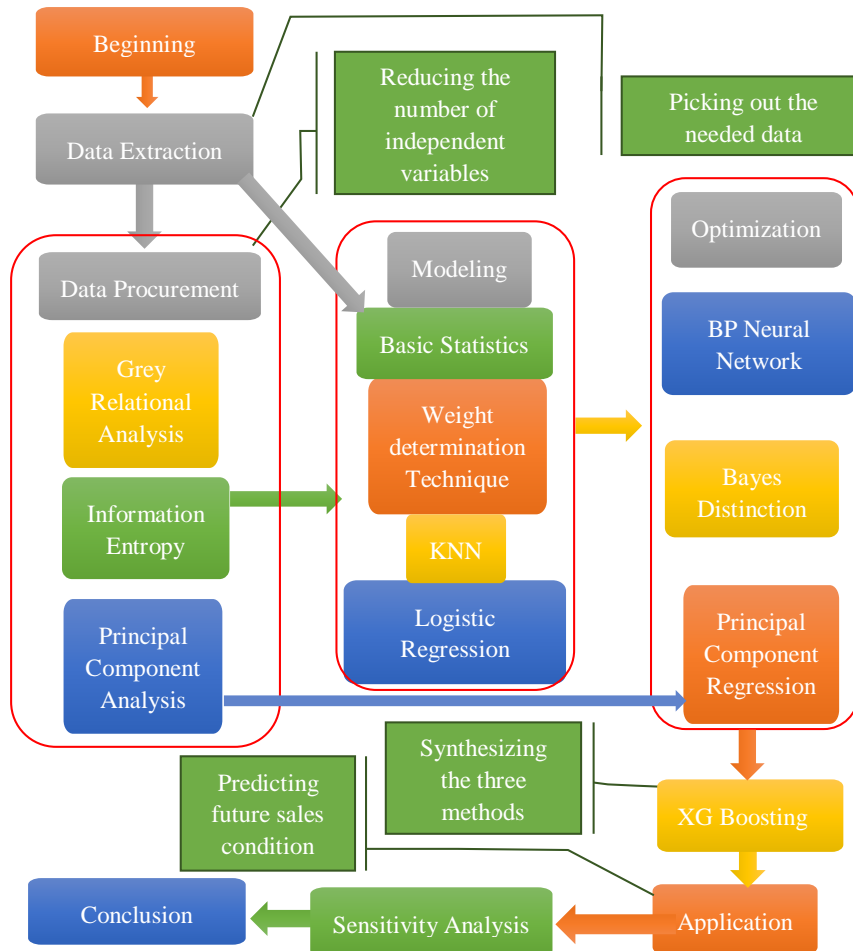 Beginning
Reducing the
number of
independent
variables
Picking out the
needed data
Data Extraction
Data Procurement
Grey
Relational
Analysis
Information
Entropy
Principal
Component
Analysis
Modeling
Basic Statistics
Weight
determination
Technique
KNN
Logistic
Regression
Optimization
BP Neural
Network
Bayes
Distinction
Principal
Component
Regression
Synthesizing
the three
methods
Predicting
future sales
condition
XG Boosting
Application
Sensitivity Analysis
Conclusion